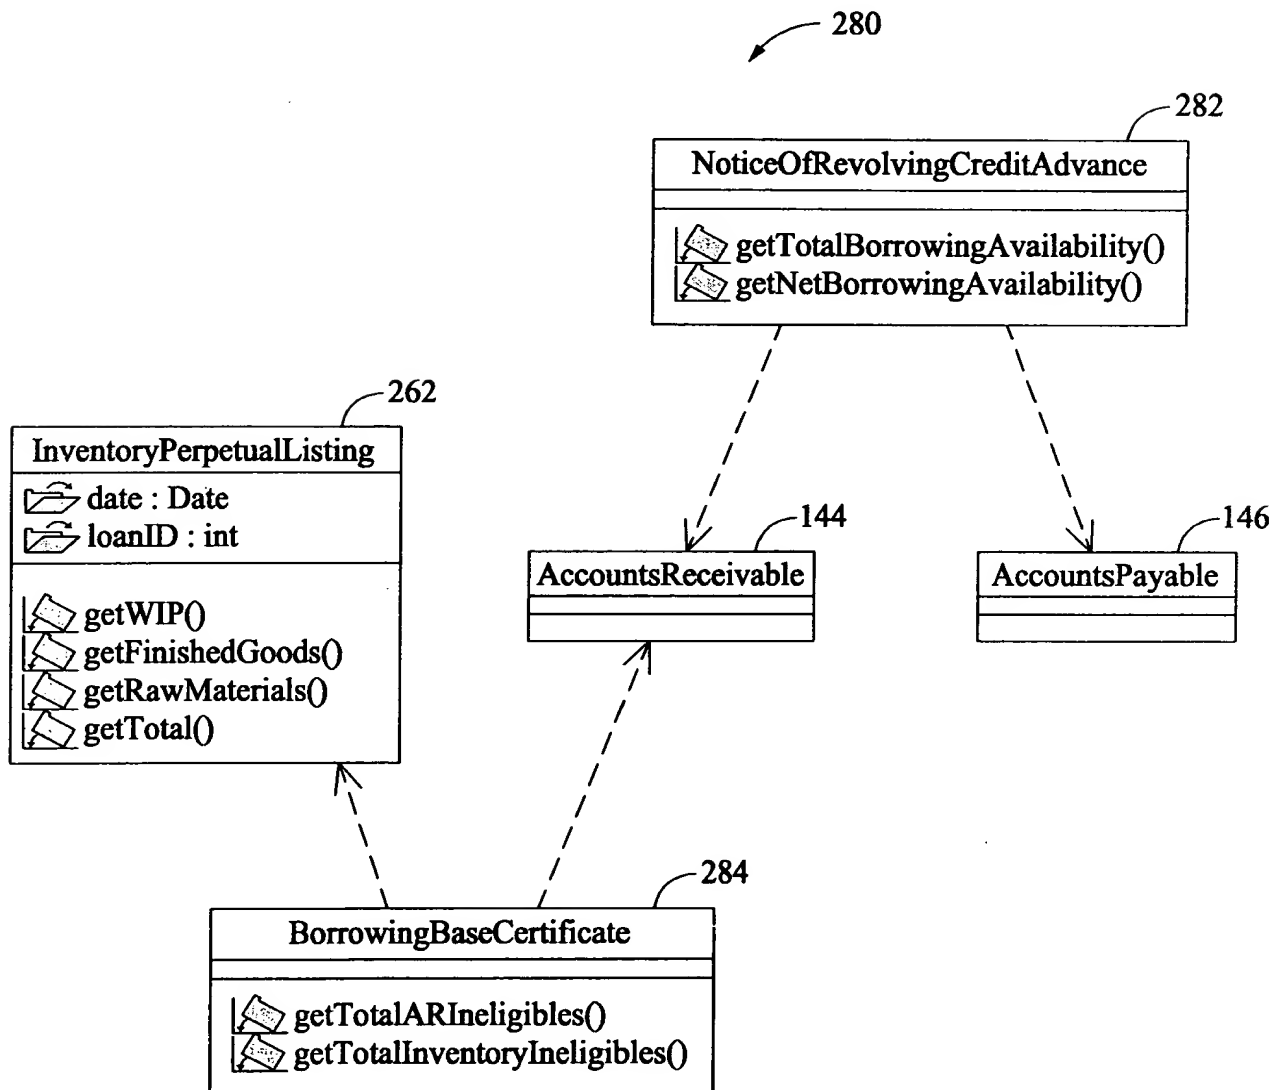 280
282
NoticeOfRevolvingCreditAdvance
getTotalBorrowingAvailability()
getNetBorrowingAvailability()
262
InventoryPerpetualListing
date : Date
loanID : int
getWIP()
getFinishedGoods()
getRawMaterials()
getTotal()
144
AccountsReceivable
146
AccountsPayable
284
BorrowingBaseCertificate
getTotalARIneligibles()
getTotalInventoryIneligibles()